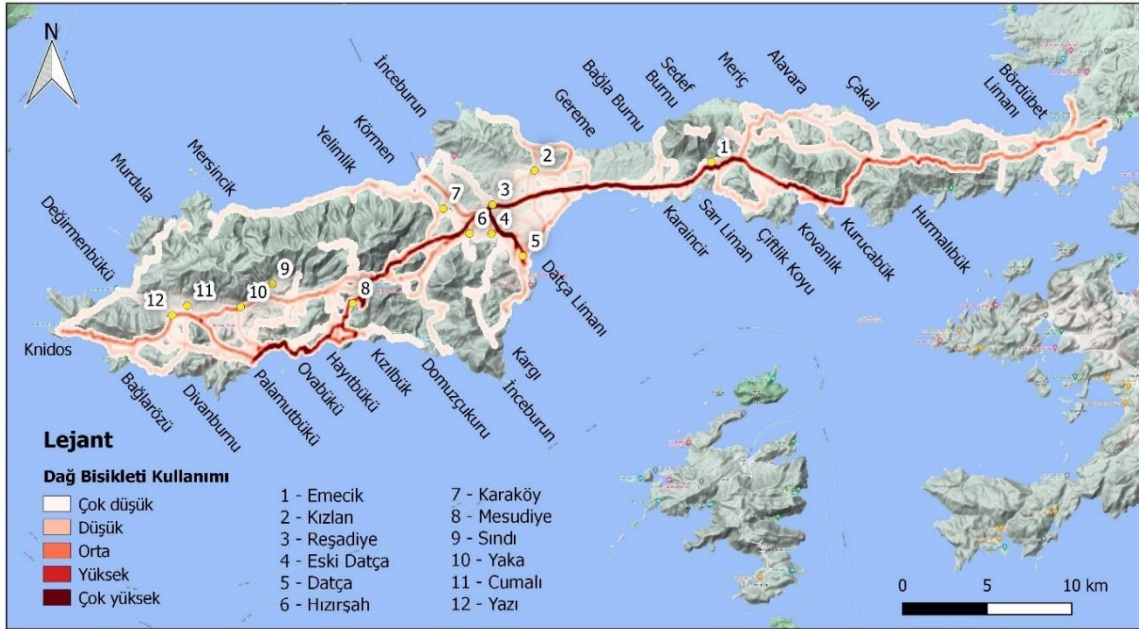 N
İnceburun
Körmen
Yelimlik
Mersincik
Murdula
Değirmenbükü
Gereme
Bağla Burnu
Sedef
Burnu
Meriç
Alavara
Çakal
Bördübet
Limanı
1
2
3
4
5
6
7
8
9
10
11
12
Knidos
Bağlarözü
Divanburnu
Palamutbükü
Ovabükü
Hayıtbükü
Kızılbük
Domuzçukuru
İnceburun
Kargı
Datça Limanı
Karaincir
Sarı Liman
Çiftlik Koyu
Kovanlık
Kurucabük
Hurmalıbük
Lejant
Dağ Bisikleti Kullanımı
Çok düşük
Düşük
Orta
Yüksek
Çok yüksek
1 - Emecik
2 - Kızlan
3 - Reşadiye
4 - Eski Datça
5 - Datça
6 - Hızırşah
7 - Karaköy
8 - Mesudiye
9 - Sındı
10 - Yaka
11 - Cumalı
12 - Yazı
0 5 10 km